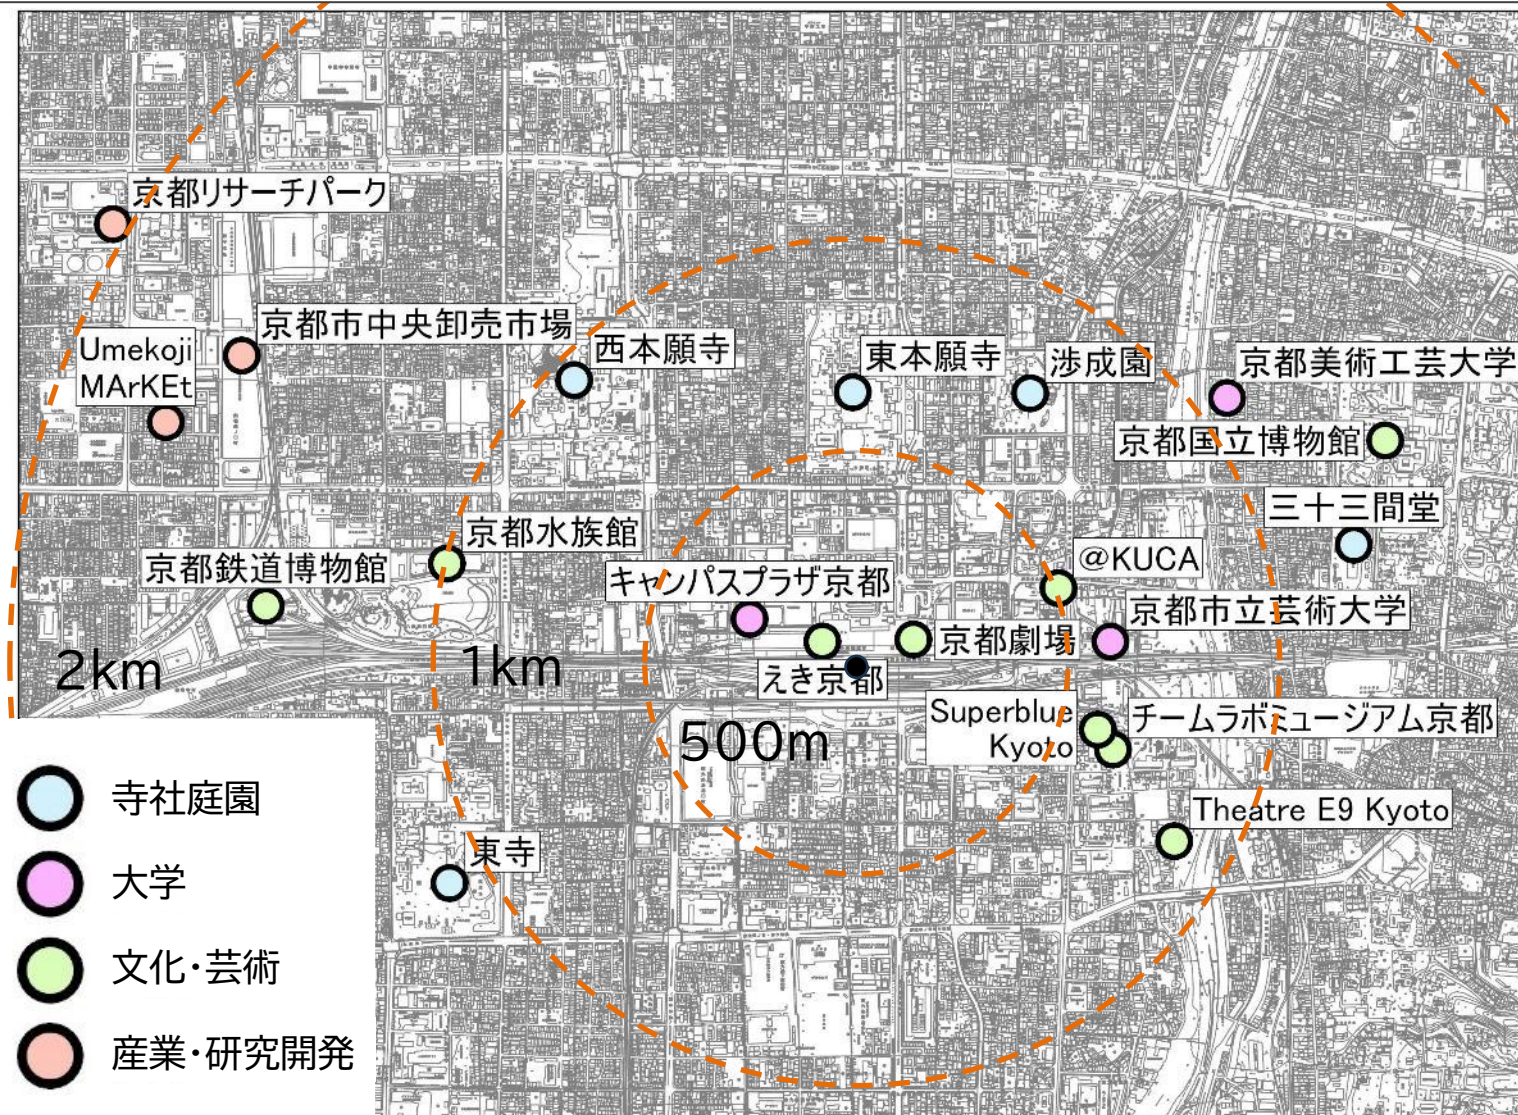 京都リサーチパーク
京都市中央卸売市場
Umekoji
MArKEt
西本願寺
東本願寺
渉成園
京都美術工芸大学
京都国立博物館
三十三間堂
京都水族館
京都鉄道博物館
キャンパスプラザ京都
@KUCA
京都市立芸術大学
京都劇場
えき京都
2km
1km
500m
Superblue
Kyoto
チームラボミュージアム京都
Theatre E9 Kyoto
東寺
寺社庭園
大学
文化・芸術
産業・研究開発